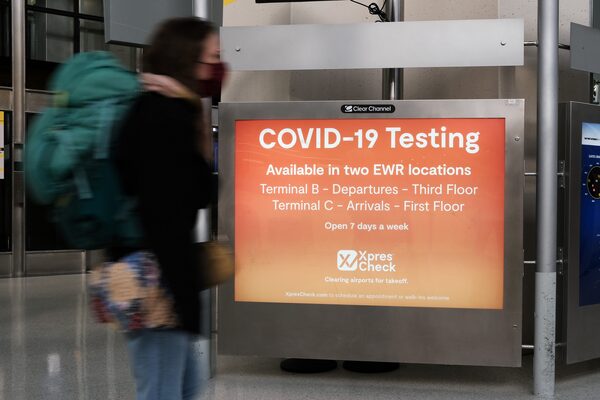 Clear Channel
COVID-19 Testing
Available in two EWR locations
Terminal B - Departures - Third Floor
Terminal C - Arrivals - First Floor
Open 7 days a week
Xpres
Check
Clearing airports for takeoff.
XpresCheck.com to schedule an appointment or walk-ins welcome